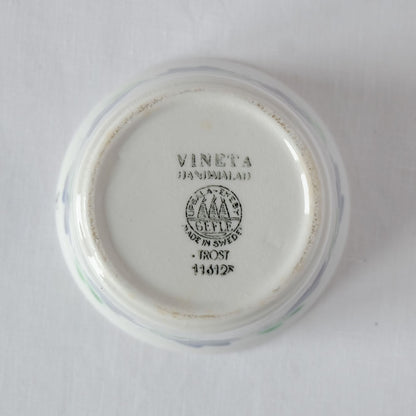 VINETA
HANDMÅLAD
UPSALA-EKEBY
GEFLE
MADE IN SWEDEN
FROST